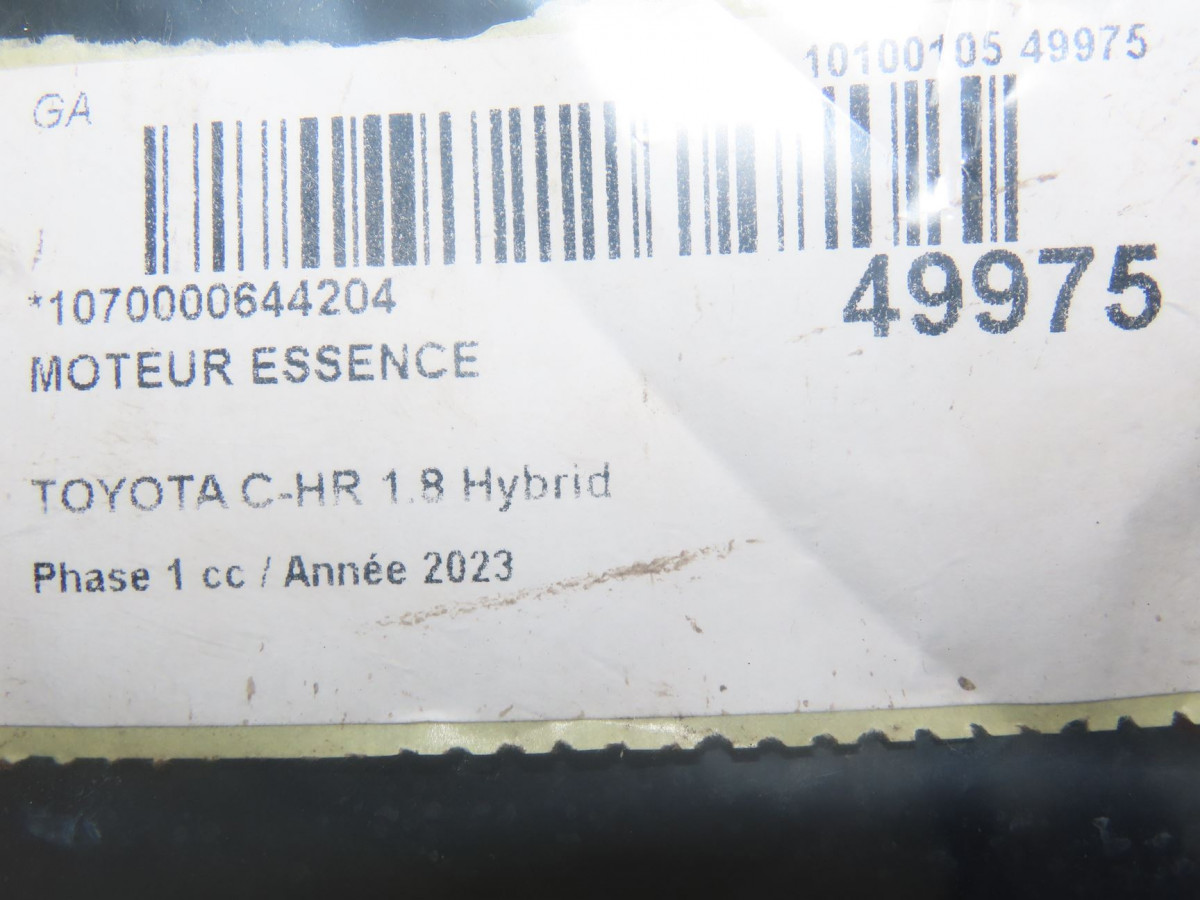 10100105 49975
GA
*1070000644204
49975
MOTEUR ESSENCE
TOYOTA C-HR 1.8 Hybrid
Phase 1 cc / Année 2023